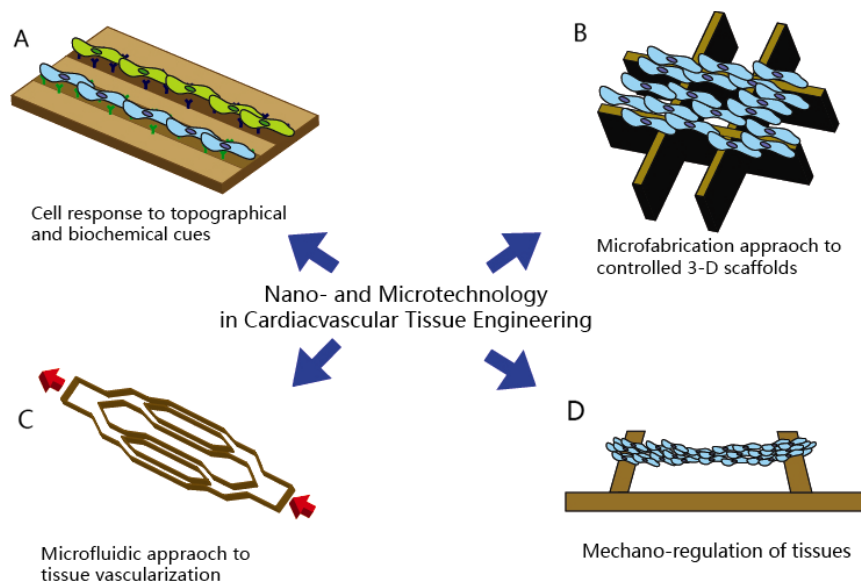 A
Cell response to topographical
and biochemical cues
B
Microfabrication appraoch to
controlled 3-D scaffolds
Nano- and Microtechnology
in Cardiacvascular Tissue Engineering
C
Microfluidic appraoch to
tissue vascularization
D
Mechano-regulation of tissues